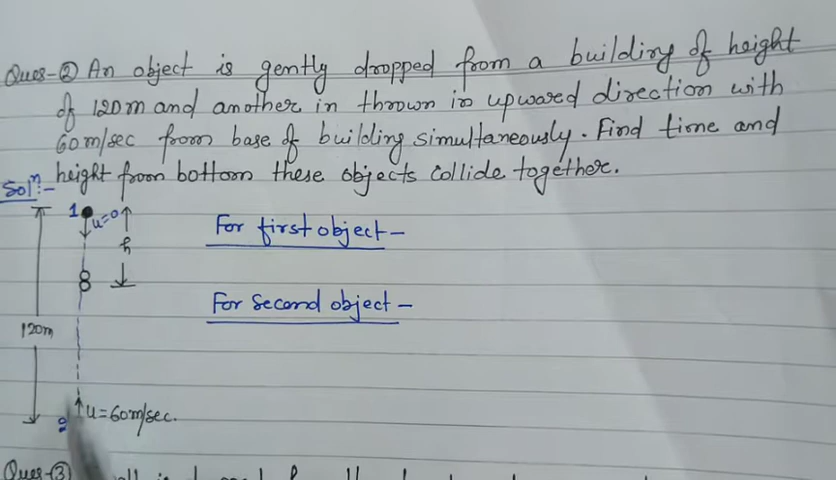 Ques-② An object is gently dropped from a building of height
of 120m and another in thrown in upward direction with
60m/sec from base of building simultaneously. Find time and
height from bottom these objects collide together.
Solⁿ:-
1
u=0
h
8
120m
2
u=60m/sec.
For first object-
For second object-
Ques-③